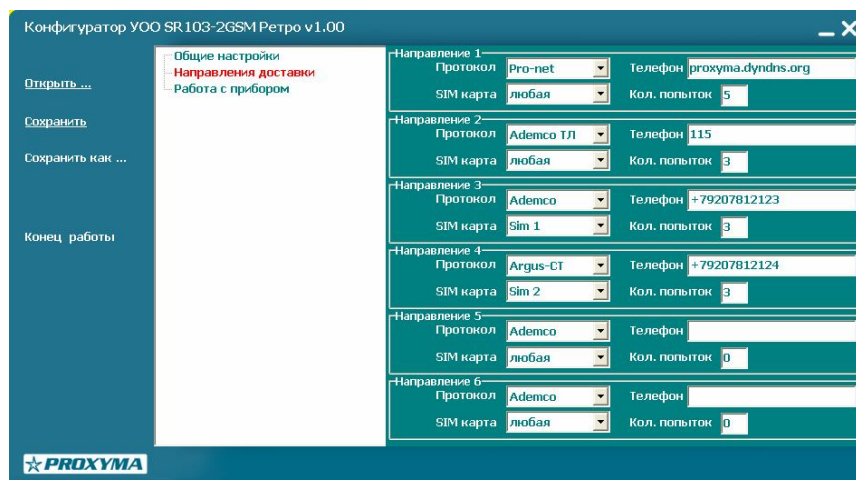 Конфигуратор УОО SR103-2GSM Ретро v1.00
Открыть ...
Сохранить
Сохранить как ...
Конец работы
Общие настройки
Направления доставки
Работа с прибором
Направление 1
Протокол Pro-net Телефон proxyma.dyndns.org
SIM карта любая Кол. попыток 5
Направление 2
Протокол Ademco ТЛ Телефон 115
SIM карта любая Кол. попыток 3
Направление 3
Протокол Ademco Телефон +79207812123
SIM карта Sim 1 Кол. попыток 3
Направление 4
Протокол Argus-СТ Телефон +79207812124
SIM карта Sim 2 Кол. попыток 3
Направление 5
Протокол Ademco Телефон
SIM карта любая Кол. попыток 0
Направление 6
Протокол Ademco Телефон
SIM карта любая Кол. попыток 0
PROXYMA